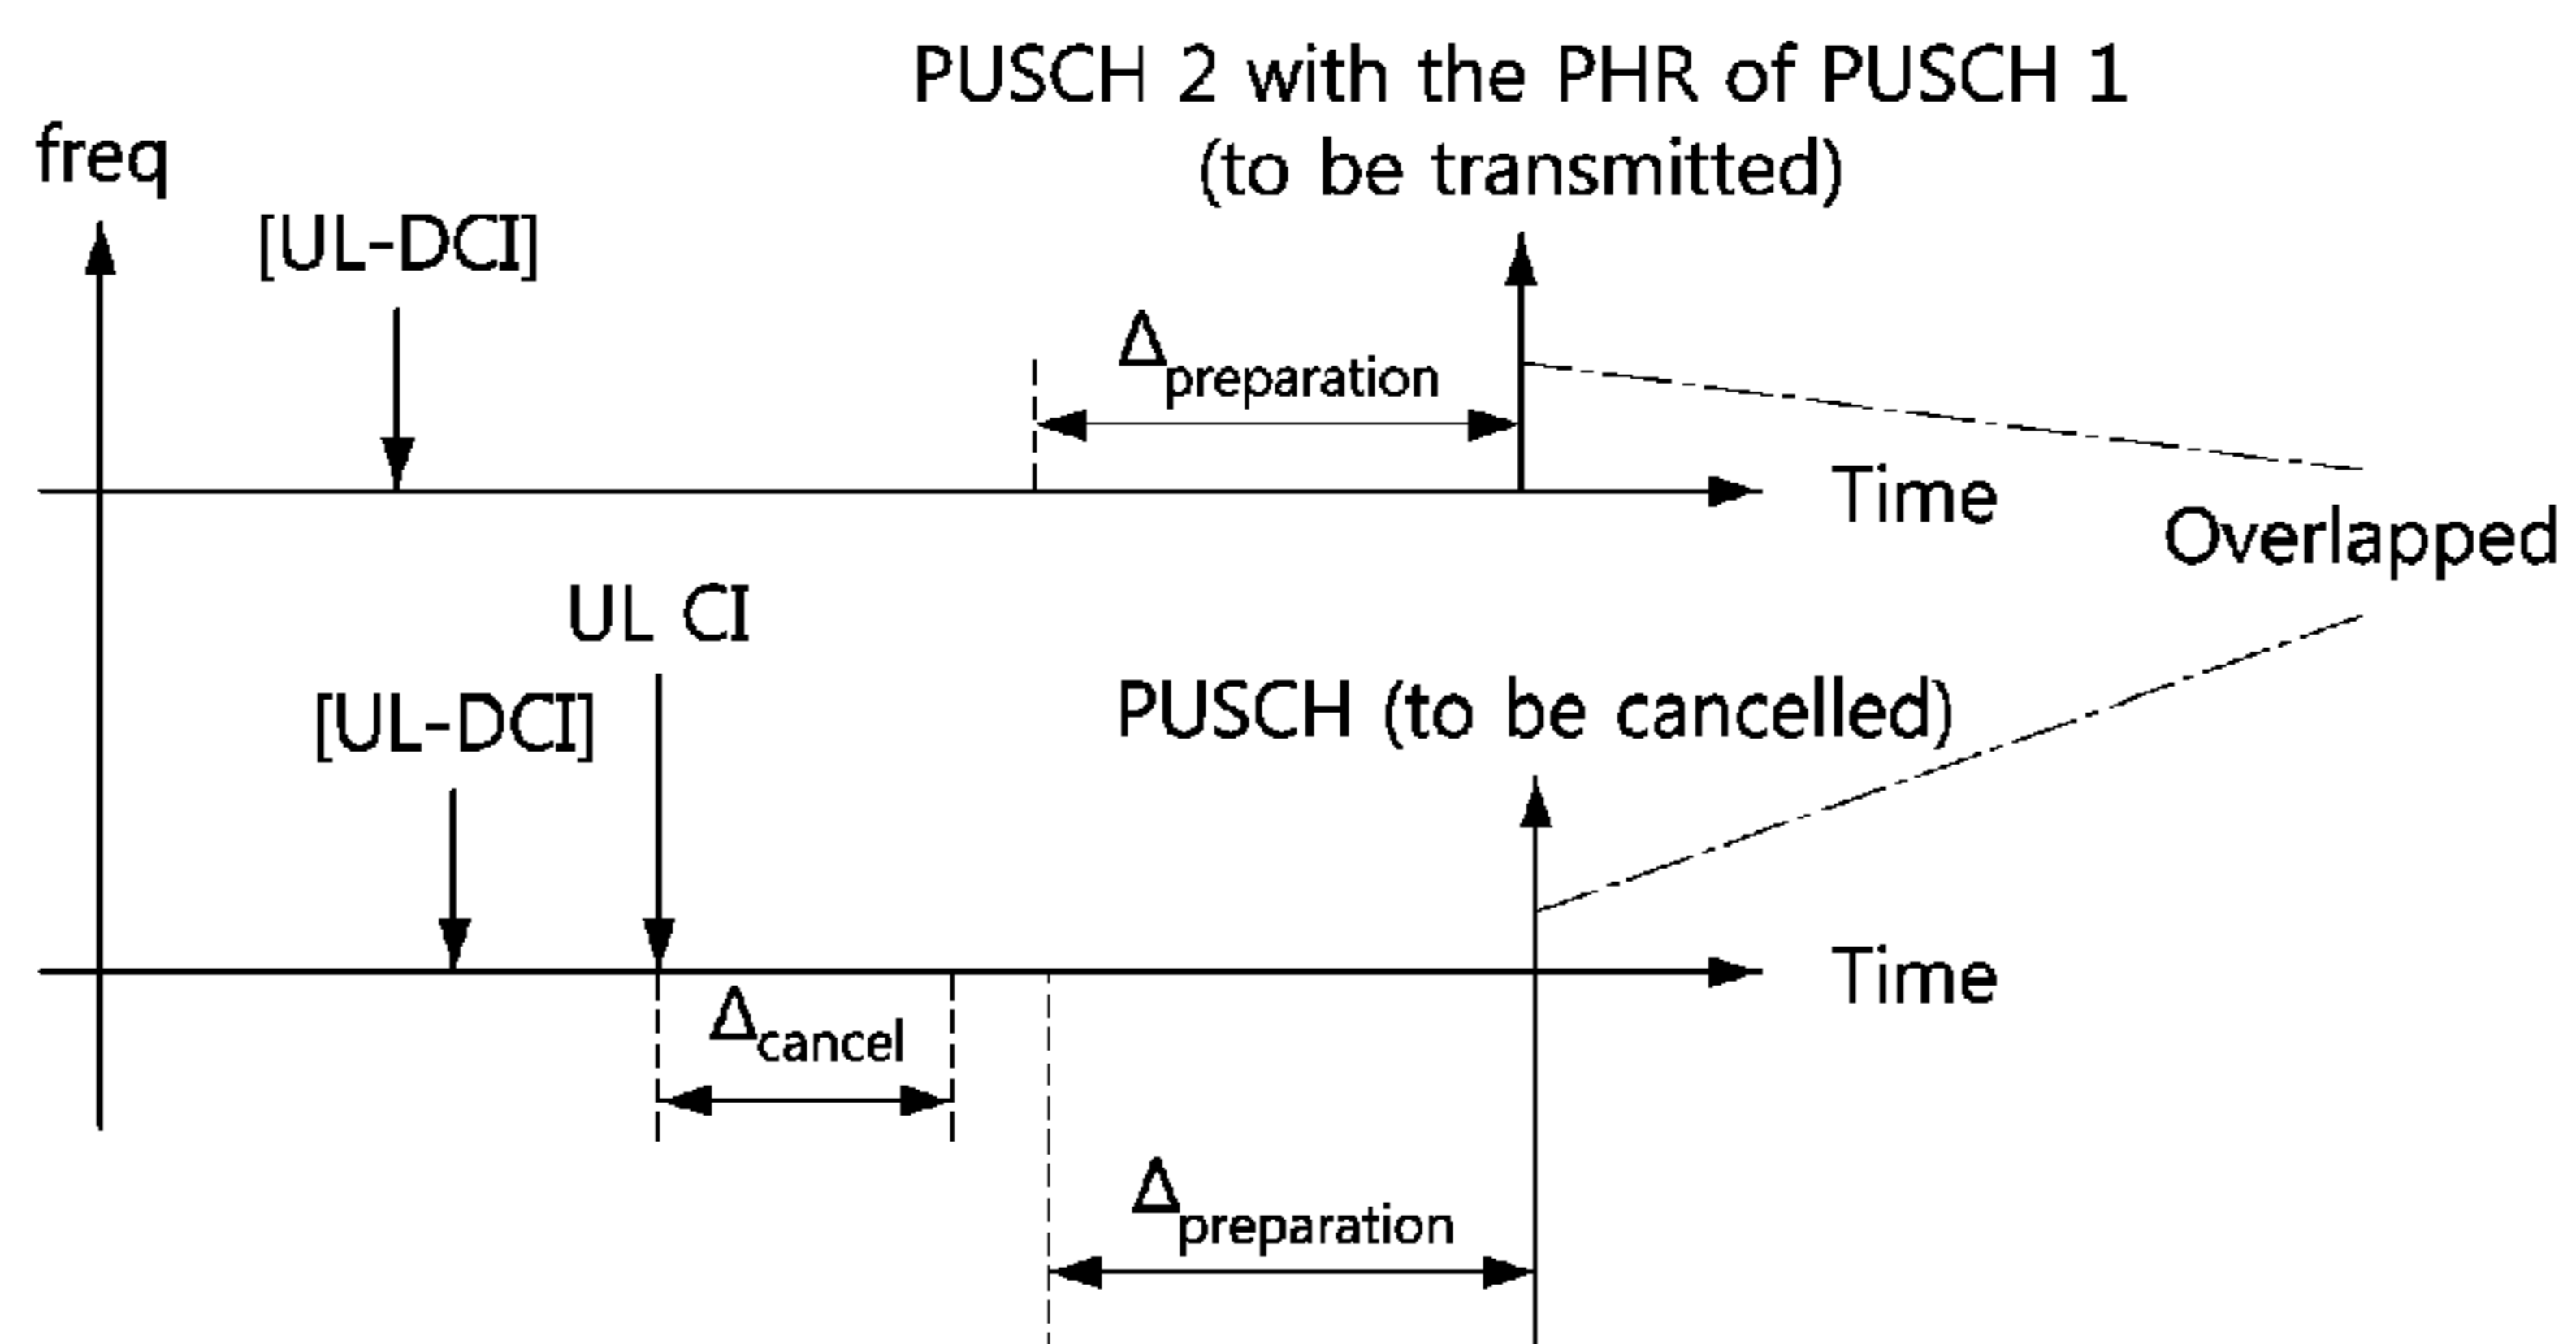 PUSCH 2 with the PHR of PUSCH 1
(to be transmitted)
freq
[UL-DCI]
Δpreparation
Time
Overlapped
UL CI
[UL-DCI]
PUSCH (to be cancelled)
Time
Δcancel
Δpreparation